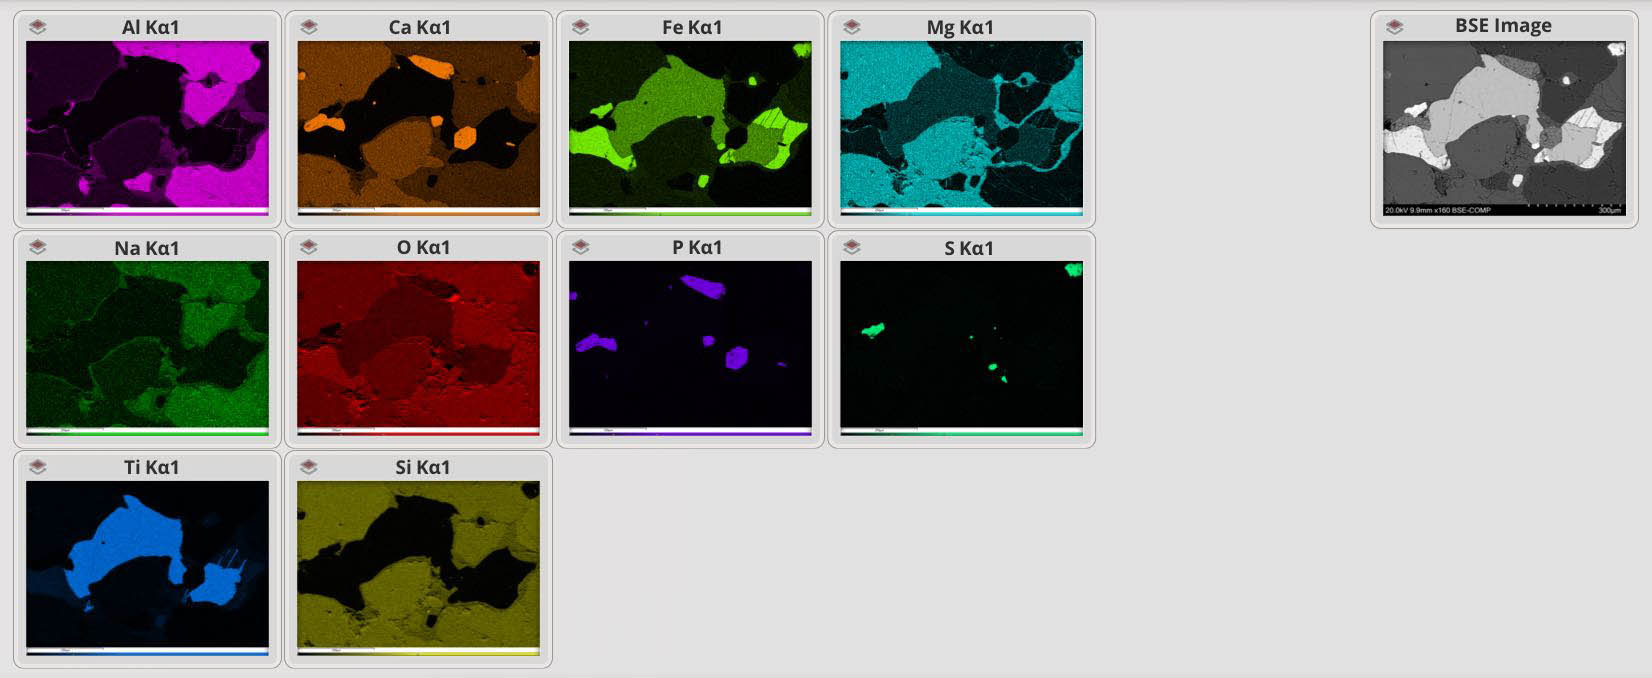 Al Kα1
Ca Kα1
Fe Kα1
Mg Kα1
BSE Image
20.0kV 9.9mm x160 BSE-COMP
300µm
Na Kα1
O Kα1
P Kα1
S Kα1
Ti Kα1
Si Kα1